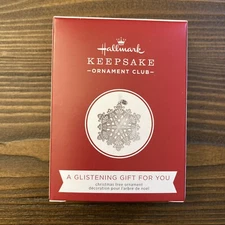 Hallmark
KEEPSAKE
ORNAMENT CLUB
A GLISTENING GIFT FOR YOU
christmas tree ornament
décoration pour l'arbre de noël